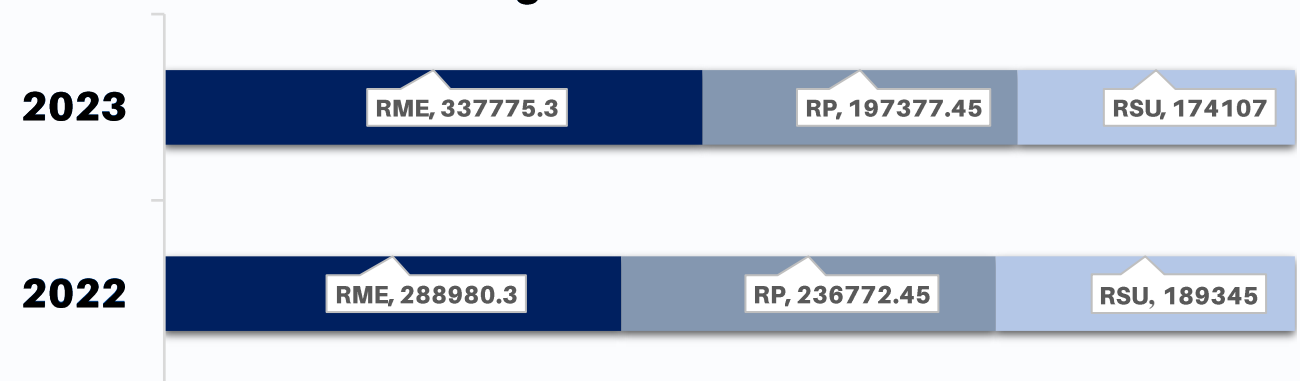 2023
RME, 337775.3
RP, 197377.45
RSU, 174107
2022
RME, 288980.3
RP, 236772.45
RSU, 189345